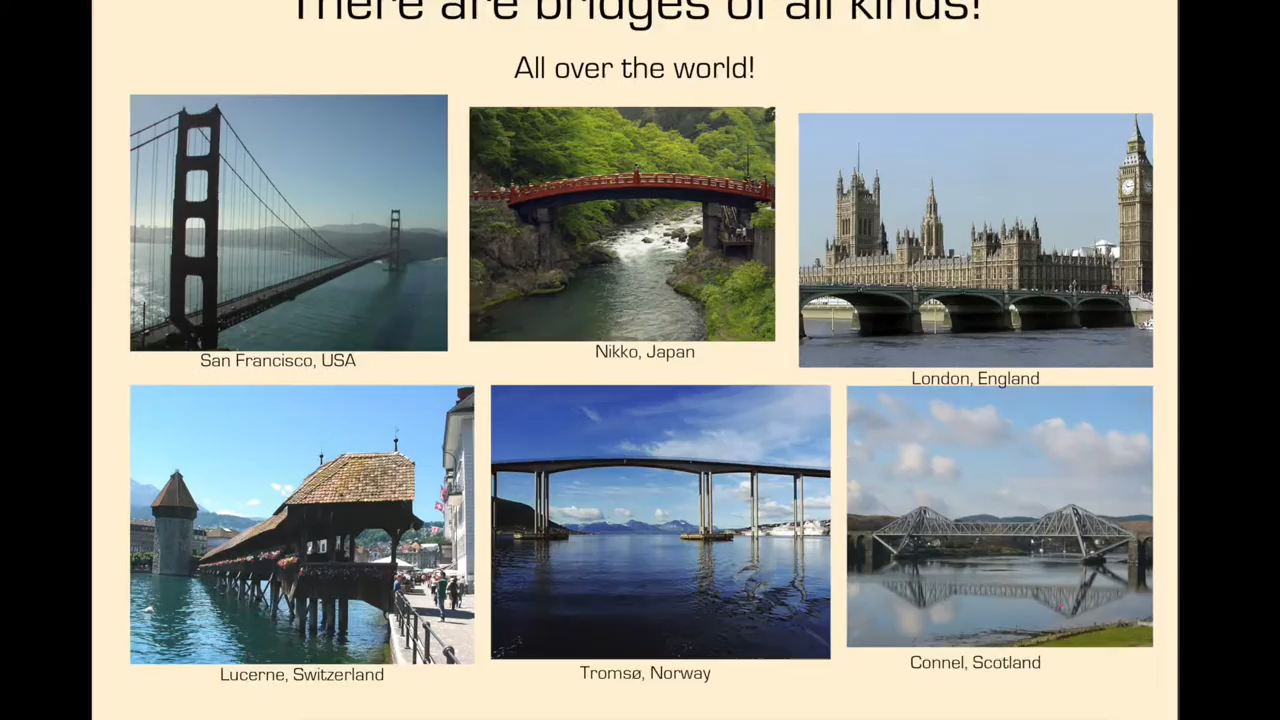 There are bridges of all kinds!
All over the world!
San Francisco, USA
Nikko, Japan
London, England
Lucerne, Switzerland
Tromsø, Norway
Connel, Scotland